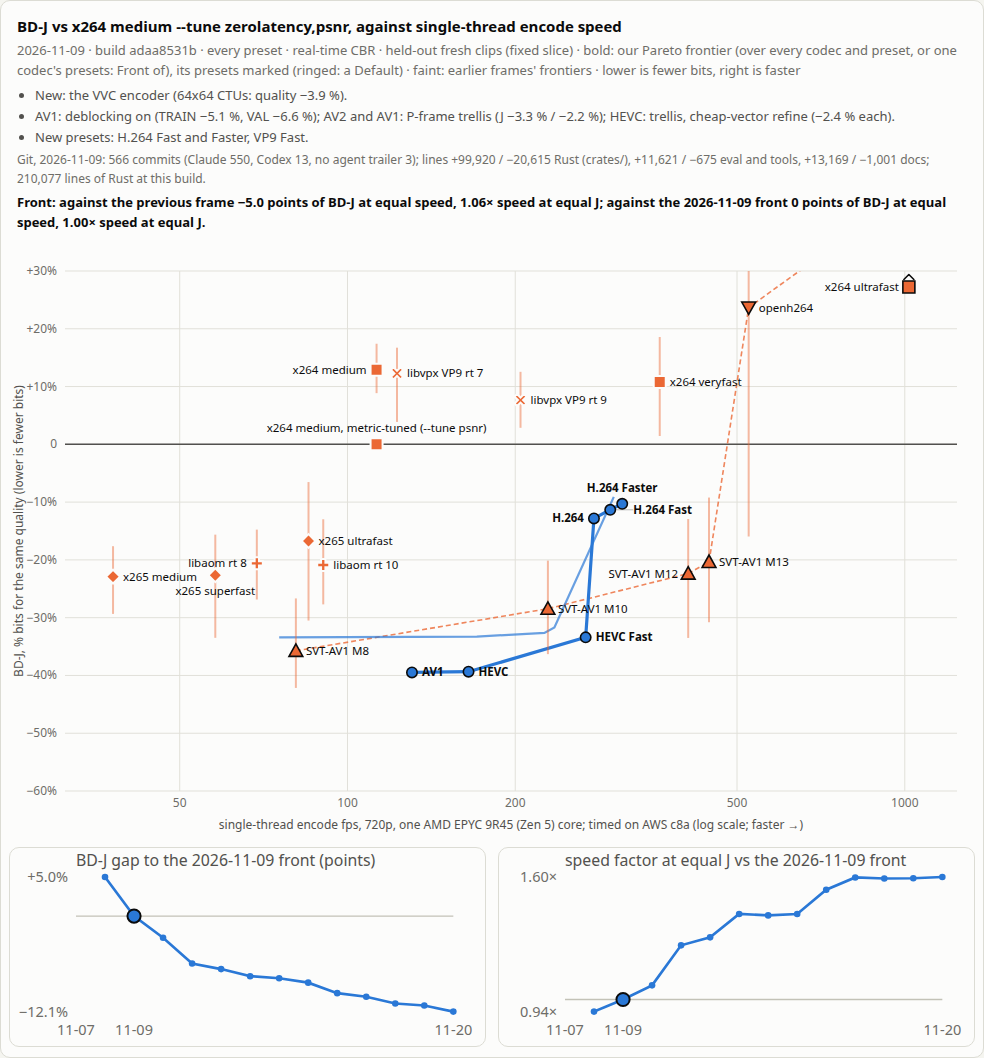 BD-J vs x264 medium --tune zerolatency,psnr, against single-thread encode speed
2026-11-09 · build adaa8531b · every preset · real-time CBR · held-out fresh clips (fixed slice) · bold: our Pareto frontier (over every codec and preset, or one
codec's presets: Front of), its presets marked (ringed: a Default) · faint: earlier frames' frontiers · lower is fewer bits, right is faster
• New: the VVC encoder (64x64 CTUs: quality −3.9 %).
• AV1: deblocking on (TRAIN −5.1 %, VAL −6.6 %); AV2 and AV1: P-frame trellis (J −3.3 % / −2.2 %); HEVC: trellis, cheap-vector refine (−2.4 % each).
• New presets: H.264 Fast and Faster, VP9 Fast.
Git, 2026-11-09: 566 commits (Claude 550, Codex 13, no agent trailer 3); lines +99,920 / −20,615 Rust (crates/), +11,621 / −675 eval and tools, +13,169 / −1,001 docs;
210,077 lines of Rust at this build.
Front: against the previous frame −5.0 points of BD-J at equal speed, 1.06× speed at equal J; against the 2026-11-09 front 0 points of BD-J at equal
speed, 1.00× speed at equal J.
+30%
x264 ultrafast
openh264
+20%
x264 medium
libvpx VP9 rt 7
x264 veryfast
+10%
libvpx VP9 rt 9
x264 medium, metric-tuned (--tune psnr)
0
BD-J, % bits for the same quality (lower is fewer bits)
H.264 Faster
−10%
H.264 Fast
H.264
x265 ultrafast
−20%
libaom rt 8
libaom rt 10
SVT-AV1 M13
SVT-AV1 M12
x265 medium
x265 superfast
−30%
SVT-AV1 M10
HEVC Fast
SVT-AV1 M8
−40%
AV1
HEVC
−50%
−60%
50
100
200
500
1000
single-thread encode fps, 720p, one AMD EPYC 9R45 (Zen 5) core; timed on AWS c8a (log scale; faster →)
BD-J gap to the 2026-11-09 front (points)
+5.0%
−12.1%
11-07
11-09
11-20
speed factor at equal J vs the 2026-11-09 front
1.60×
0.94×
11-07
11-09
11-20